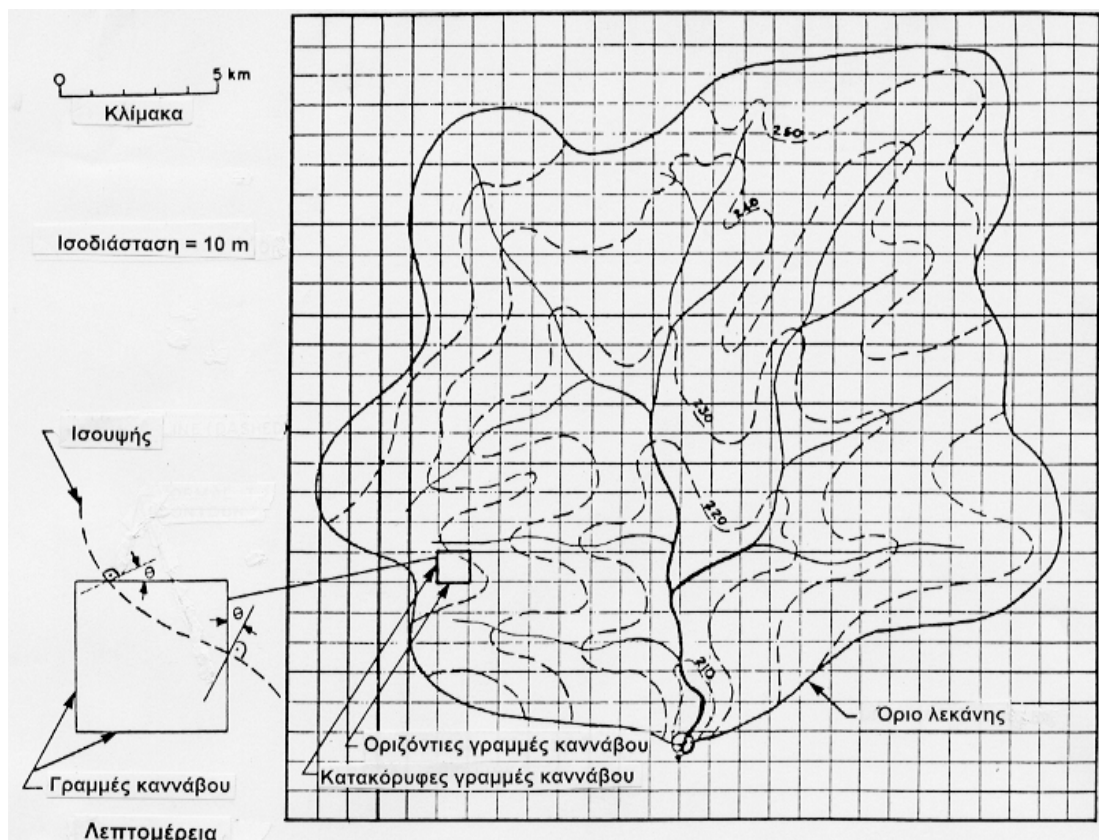 0 5 km
Κλίμακα
Ισοδιάσταση = 10 m
250
240
230
220
210
Ισουψής
θ
θ
Όριο λεκάνης
Οριζόντιες γραμμές καννάβου
Κατακόρυφες γραμμές καννάβου
Γραμμές καννάβου
Λεπτομέρεια